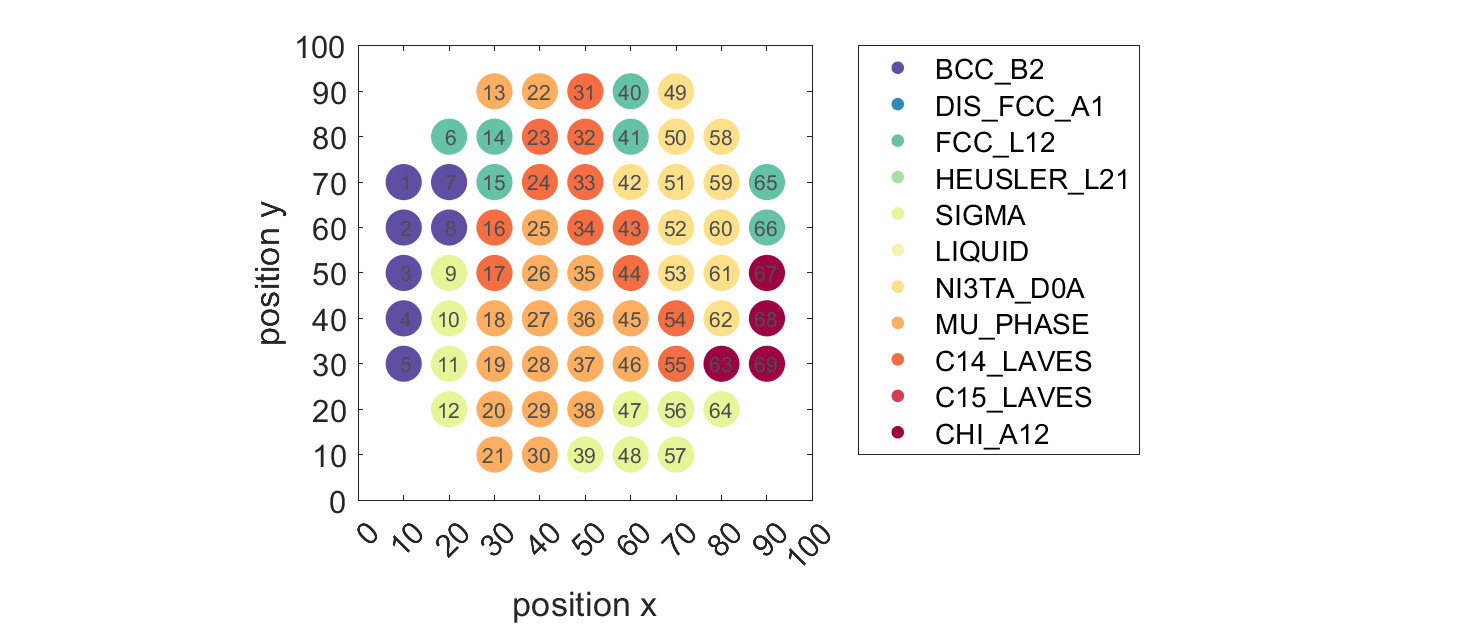 100
90 13 22 31 40 49
80 6 14 23 32 41 50 58
70 1 7 15 24 33 42 51 59 65
60 2 8 16 25 34 43 52 60 66
50 3 9 17 26 35 44 53 61 67
40 4 10 18 27 36 45 54 62 68
30 5 11 19 28 37 46 55 63 69
20 12 20 29 38 47 56 64
10 21 30 39 48 57
0
position y
0 10 20 30 40 50 60 70 80 90 100
position x
BCC_B2
DIS_FCC_A1
FCC_L12
HEUSLER_L21
SIGMA
LIQUID
NI3TA_D0A
MU_PHASE
C14_LAVES
C15_LAVES
CHI_A12